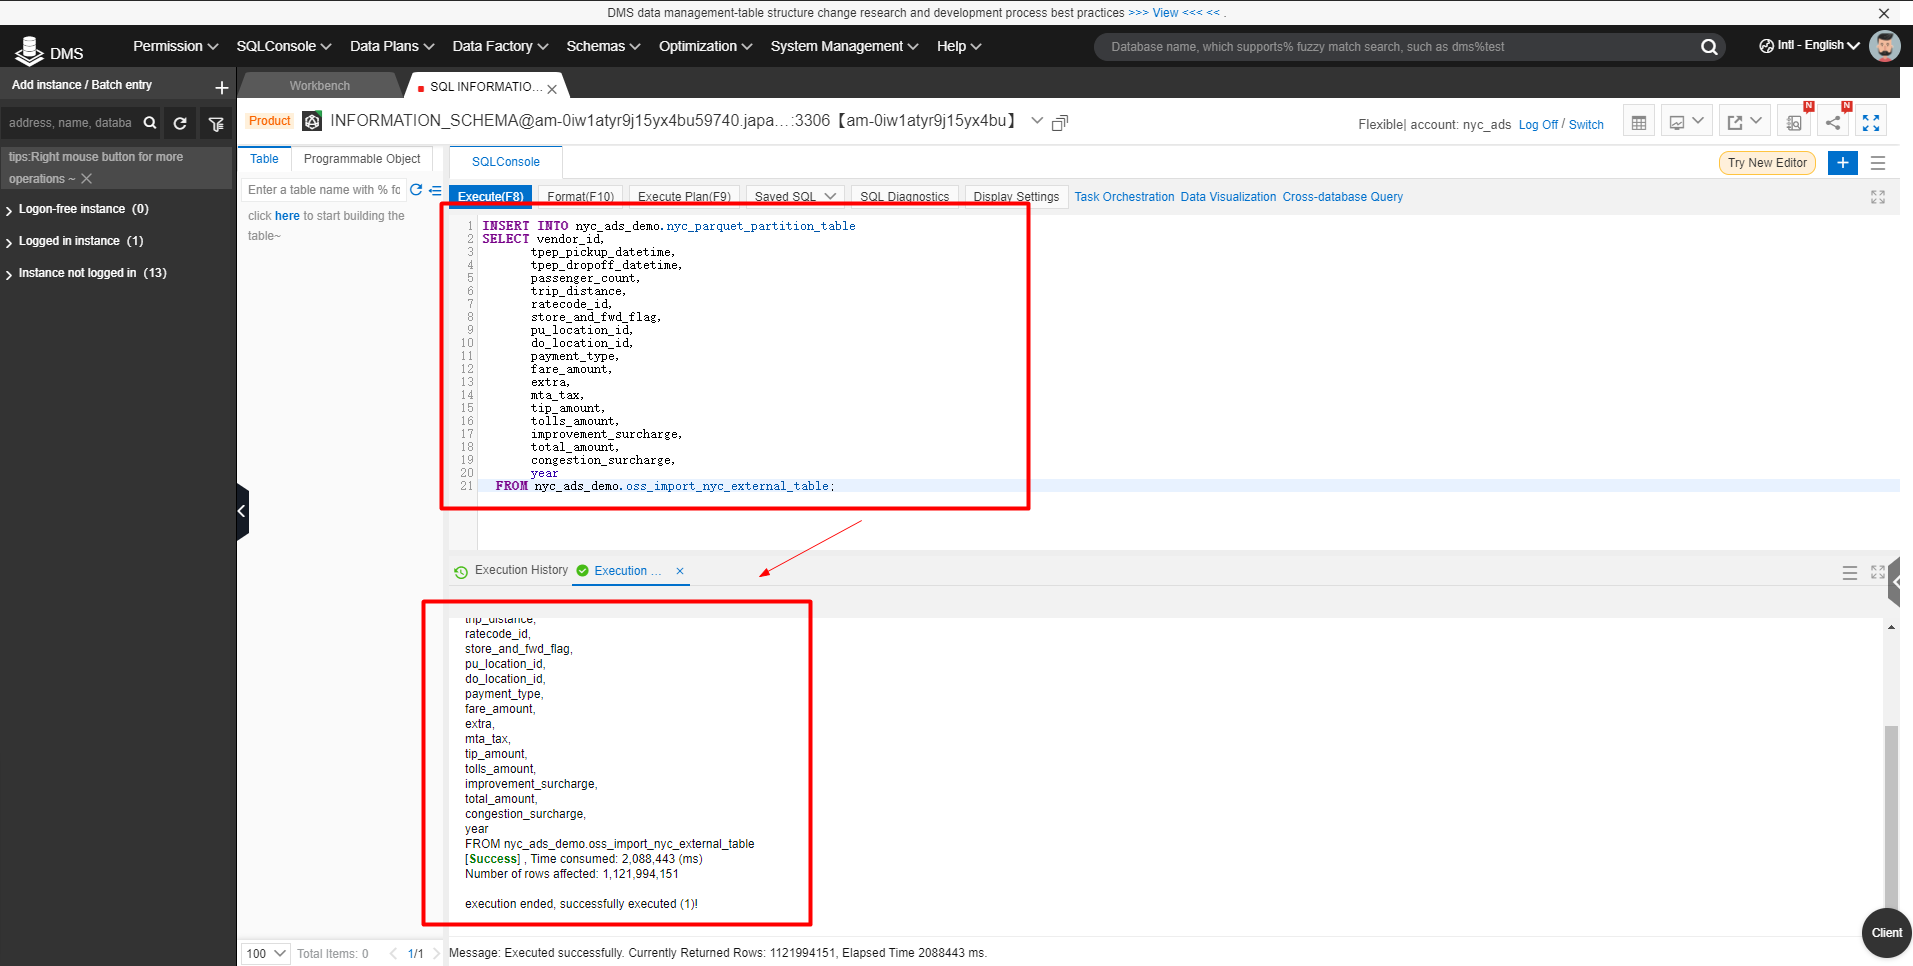 DMS data management-table structure change research and development process best practices >>> View <<< << .
DMS
Permission
SQLConsole
Data Plans
Data Factory
Schemas
Optimization
System Management
Help
Database name, which supports% fuzzy match search, such as dms%test
Intl - English
Add instance / Batch entry
Workbench
SQL INFORMATIO...
address, name, databa
Product
INFORMATION_SCHEMA@am-0iw1atyr9j15yx4bu59740.japa...:3306【am-0iw1atyr9j15yx4bu】
Flexible| account: nyc_ads
Log Off / Switch
N
N
tips:Right mouse button for more
operations ~
Logon-free instance (0)
Logged in instance (1)
Instance not logged in (13)
Table
Programmable Object
Enter a table name with % fo
click here to start building the
table~
SQLConsole
Try New Editor
Execute(F8)
Format(F10)
Execute Plan(F9)
Saved SQL
SQL Diagnostics
Display Settings
Task Orchestration
Data Visualization
Cross-database Query
1 INSERT INTO nyc_ads_demo.nyc_parquet_partition_table
2 SELECT vendor_id,
3 tpep_pickup_datetime,
4 tpep_dropoff_datetime,
5 passenger_count,
6 trip_distance,
7 ratecode_id,
8 store_and_fwd_flag,
9 pu_location_id,
10 do_location_id,
11 payment_type,
12 fare_amount,
13 extra,
14 mta_tax,
15 tip_amount,
16 tolls_amount,
17 improvement_surcharge,
18 total_amount,
19 congestion_surcharge,
20 year
21 FROM nyc_ads_demo.oss_import_nyc_external_table;
Execution History
Execution ...
trip_distance,
ratecode_id,
store_and_fwd_flag,
pu_location_id,
do_location_id,
payment_type,
fare_amount,
extra,
mta_tax,
tip_amount,
tolls_amount,
improvement_surcharge,
total_amount,
congestion_surcharge,
year
FROM nyc_ads_demo.oss_import_nyc_external_table
[Success] , Time consumed: 2,088,443 (ms)
Number of rows affected: 1,121,994,151
execution ended, successfully executed (1)!
Client
100
Total Items: 0
1/1
Message: Executed successfully. Currently Returned Rows: 1121994151, Elapsed Time 2088443 ms.